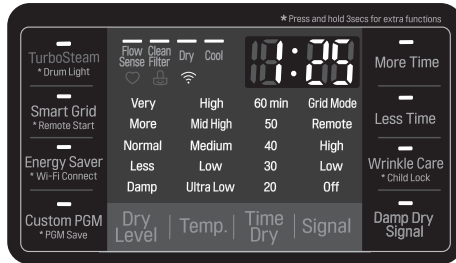 * Press and hold 3secs for extra functions
TurboSteam
* Drum Light
Smart Grid
* Remote Start
Energy Saver
* Wi-Fi Connect
Custom PGM
* PGM Save
Flow Sense
Clean Filter
Dry
Cool
1:25
Very High 60 min Grid Mode
More Mid High 50 Remote
Normal Medium 40 High
Less Low 30 Low
Damp Ultra Low 20 Off
Dry Level
Temp.
Time Dry
Signal
More Time
Less Time
Wrinkle Care
* Child Lock
Damp Dry
Signal